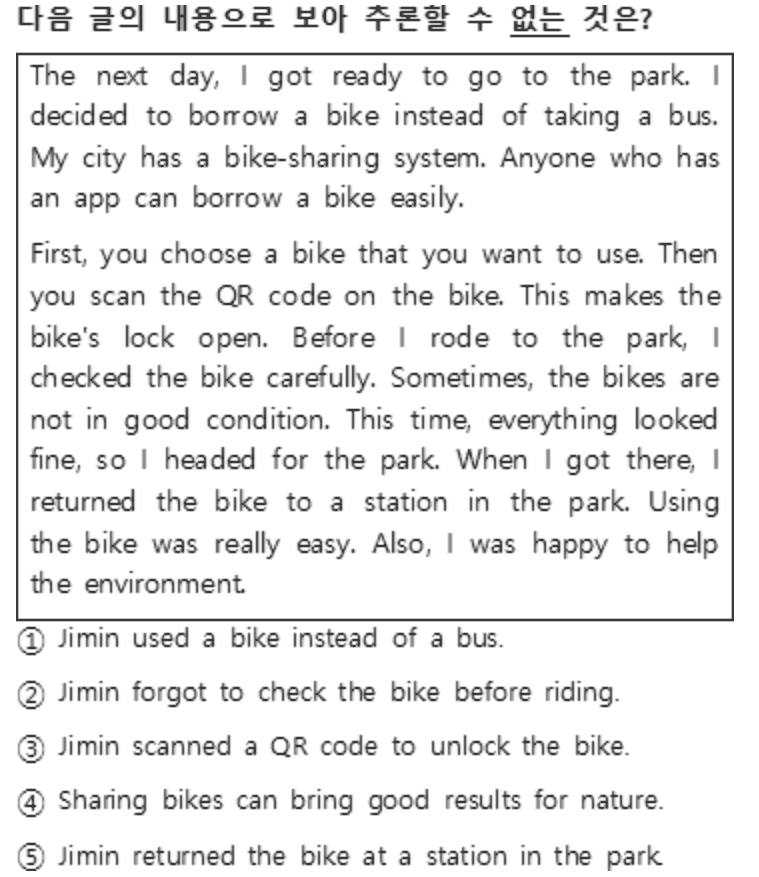 다음 글의 내용으로 보아 추론할 수 없는 것은?
The next day, I got ready to go to the park. I
decided to borrow a bike instead of taking a bus.
My city has a bike-sharing system. Anyone who has
an app can borrow a bike easily.
First, you choose a bike that you want to use. Then
you scan the QR code on the bike. This makes the
bike's lock open. Before I rode to the park, I
checked the bike carefully. Sometimes, the bikes are
not in good condition. This time, everything looked
fine, so I headed for the park. When I got there, I
returned the bike to a station in the park. Using
the bike was really easy. Also, I was happy to help
the environment.
① Jimin used a bike instead of a bus.
② Jimin forgot to check the bike before riding.
③ Jimin scanned a QR code to unlock the bike.
④ Sharing bikes can bring good results for nature.
⑤ Jimin returned the bike at a station in the park